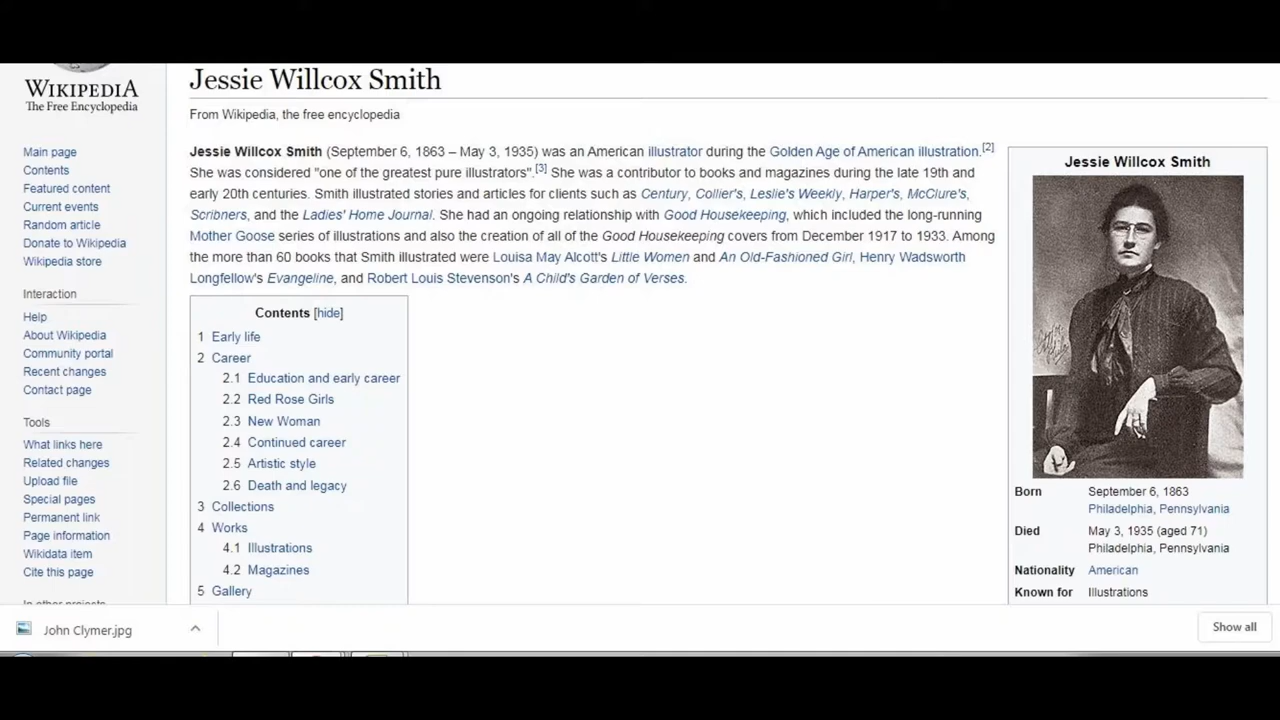 WIKIPEDIA
The Free Encyclopedia
Main page
Contents
Featured content
Current events
Random article
Donate to Wikipedia
Wikipedia store
Interaction
Help
About Wikipedia
Community portal
Recent changes
Contact page
Tools
What links here
Related changes
Upload file
Special pages
Permanent link
Page information
Wikidata item
Cite this page
In other projects
Jessie Willcox Smith
From Wikipedia, the free encyclopedia
Jessie Willcox Smith (September 6, 1863 – May 3, 1935) was an American illustrator during the Golden Age of American illustration.[2]
She was considered "one of the greatest pure illustrators".[3] She was a contributor to books and magazines during the late 19th and
early 20th centuries. Smith illustrated stories and articles for clients such as Century, Collier's, Leslie's Weekly, Harper's, McClure's,
Scribners, and the Ladies' Home Journal. She had an ongoing relationship with Good Housekeeping, which included the long-running
Mother Goose series of illustrations and also the creation of all of the Good Housekeeping covers from December 1917 to 1933. Among
the more than 60 books that Smith illustrated were Louisa May Alcott's Little Women and An Old-Fashioned Girl, Henry Wadsworth
Longfellow's Evangeline, and Robert Louis Stevenson's A Child's Garden of Verses.
Contents [hide]
1 Early life
2 Career
2.1 Education and early career
2.2 Red Rose Girls
2.3 New Woman
2.4 Continued career
2.5 Artistic style
2.6 Death and legacy
3 Collections
4 Works
4.1 Illustrations
4.2 Magazines
5 Gallery
Jessie Willcox Smith
Born September 6, 1863
Philadelphia, Pennsylvania
Died May 3, 1935 (aged 71)
Philadelphia, Pennsylvania
Nationality American
Known for Illustrations
John Clymer.jpg
Show all